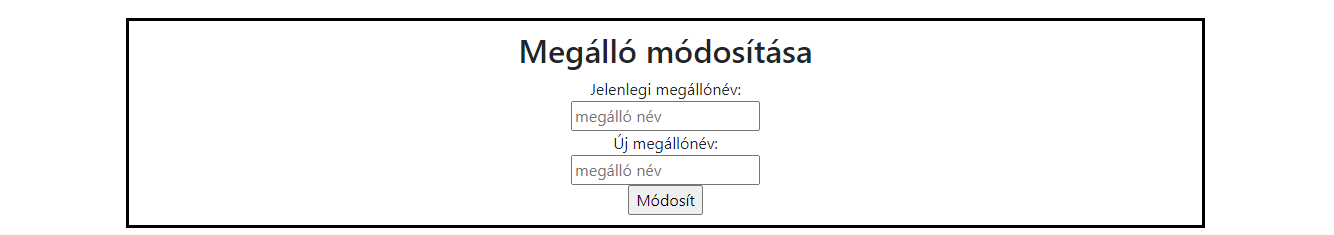 Megálló módosítása
Jelenlegi megállónév:
megálló név
Új megállónév:
megálló név
Módosít